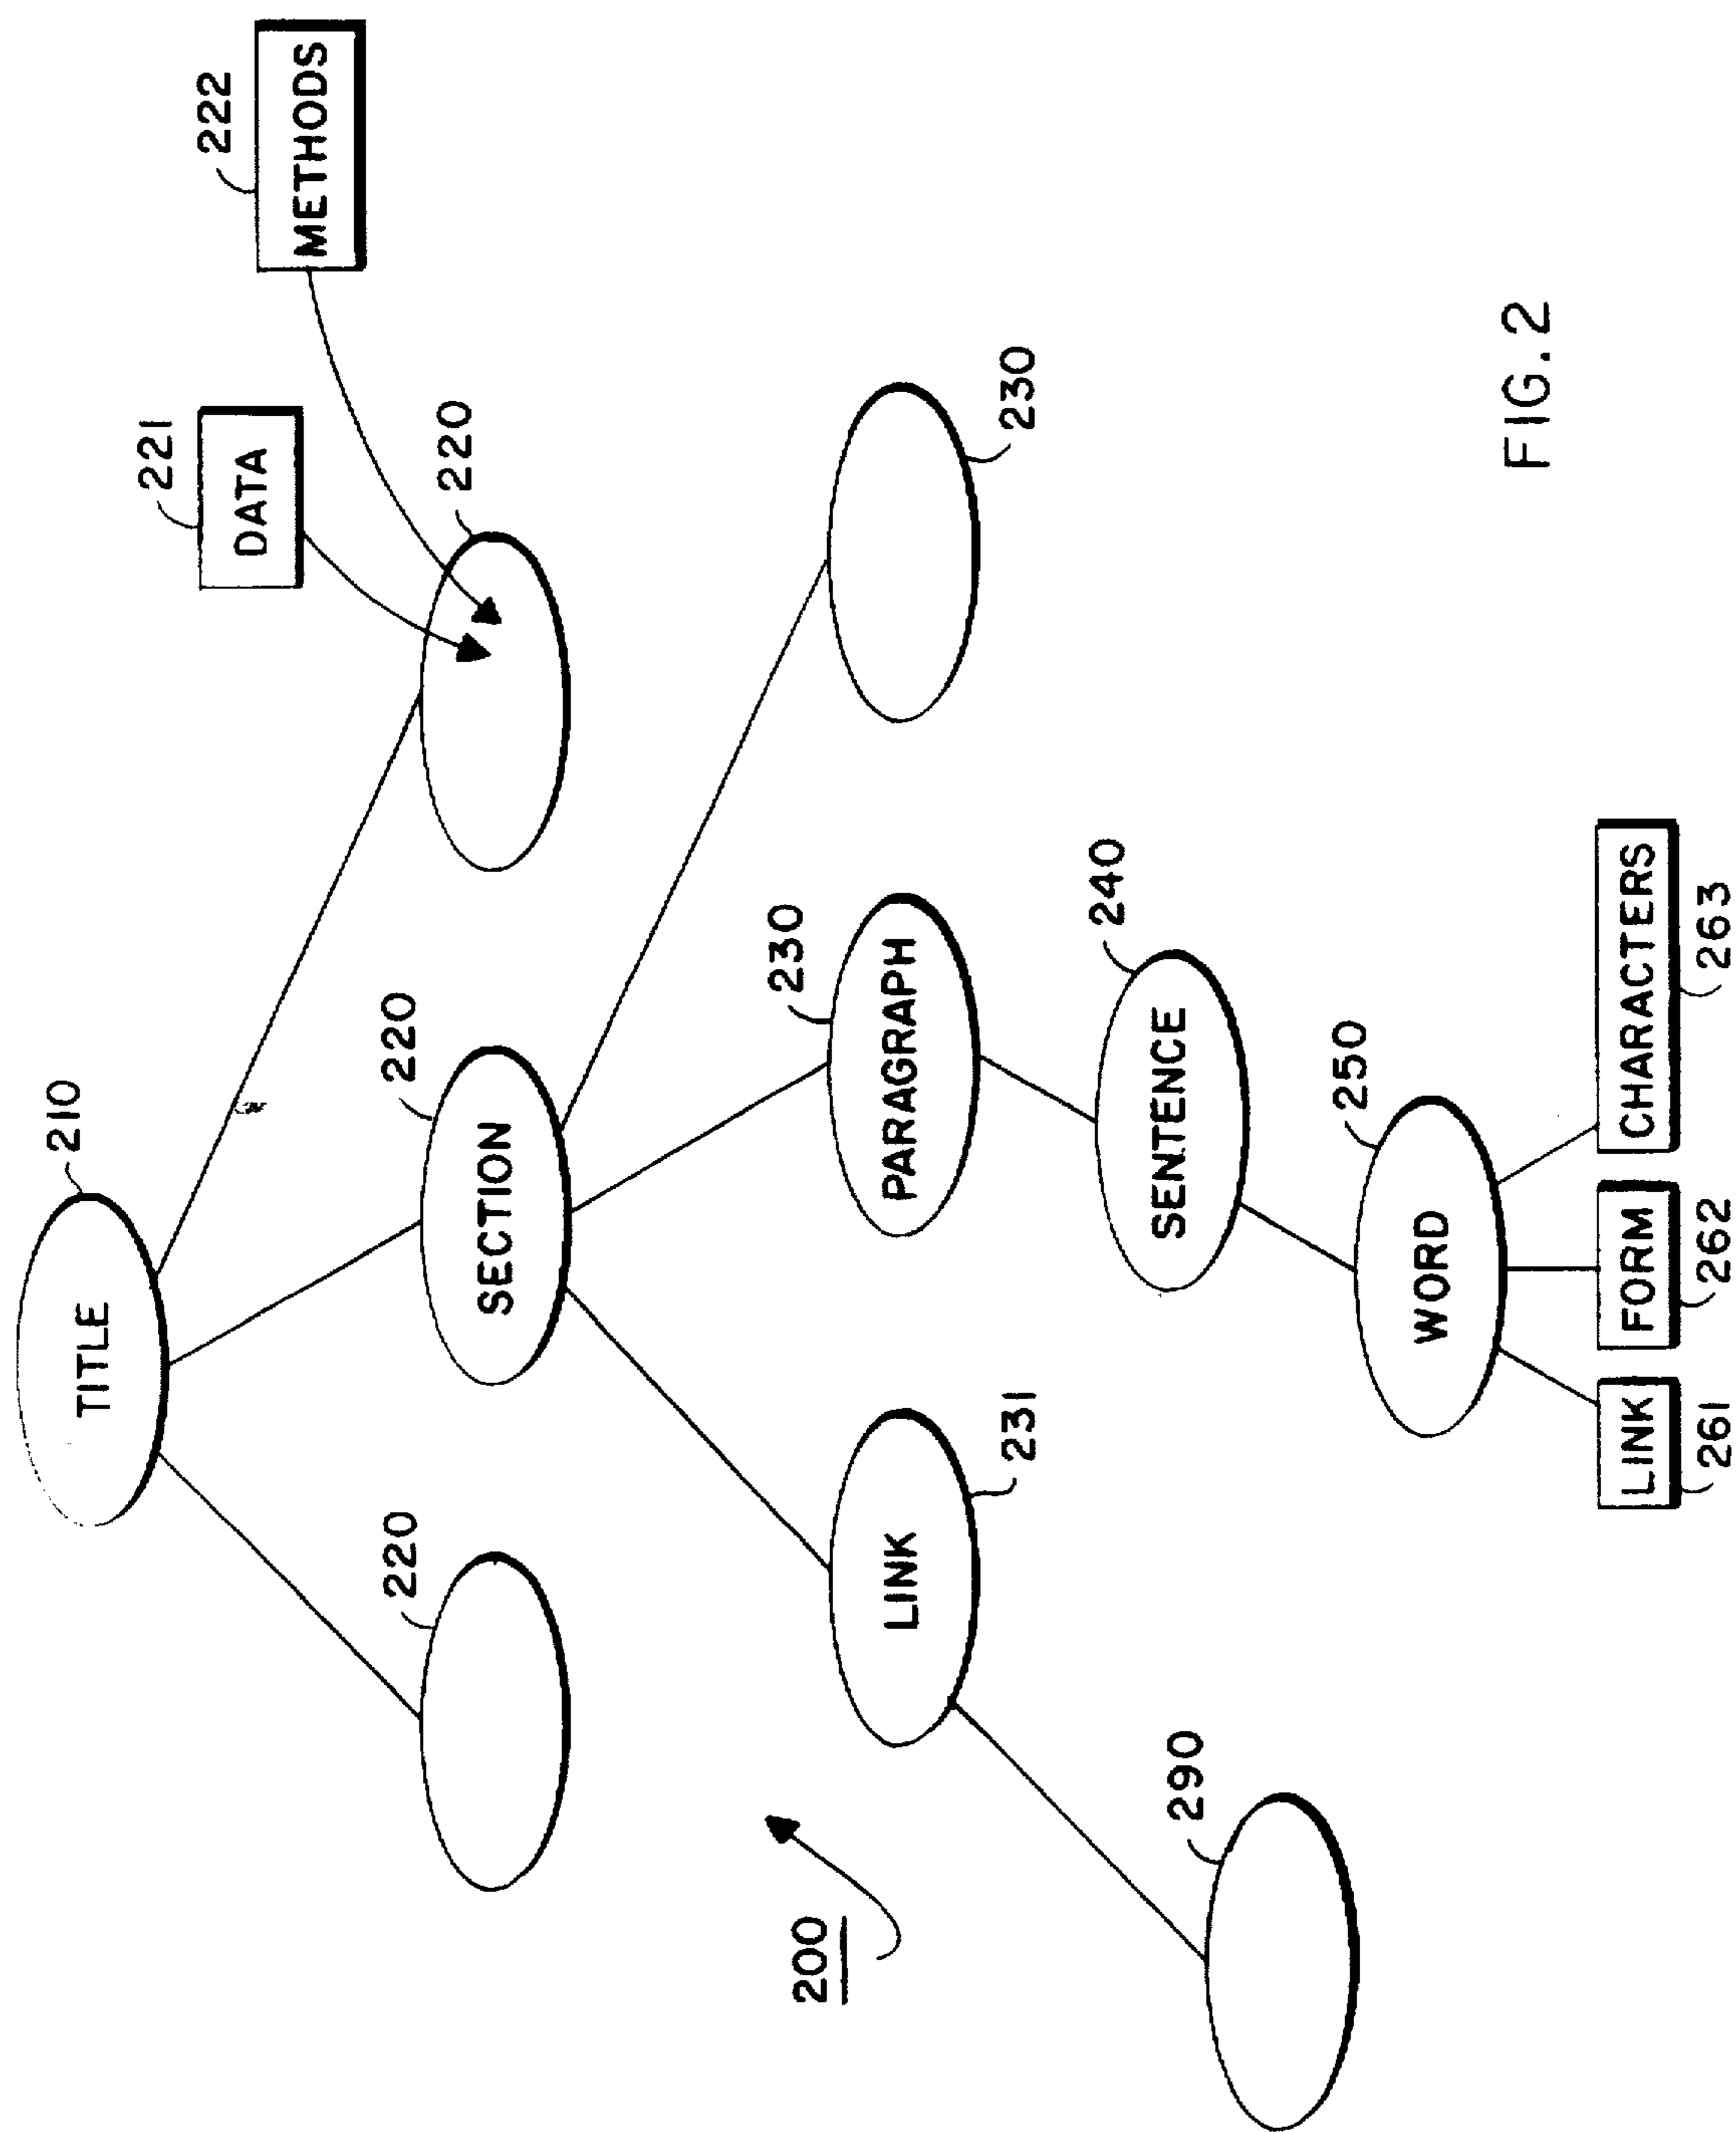 TITLE
210
222
METHODS
221
DATA
220
220
220
SECTION
200
LINK
231
230
PARAGRAPH
230
290
240
SENTENCE
250
WORD
LINK
FORM
CHARACTERS
261
262
263
FIG. 2